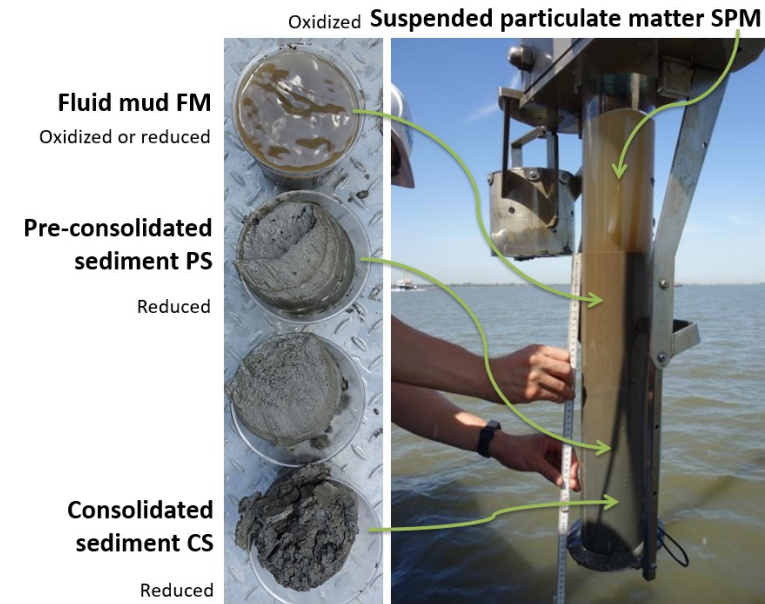 Oxidized Suspended particulate matter SPM
Fluid mud FM
Oxidized or reduced
Pre-consolidated
sediment PS
Reduced
Consolidated
sediment CS
Reduced